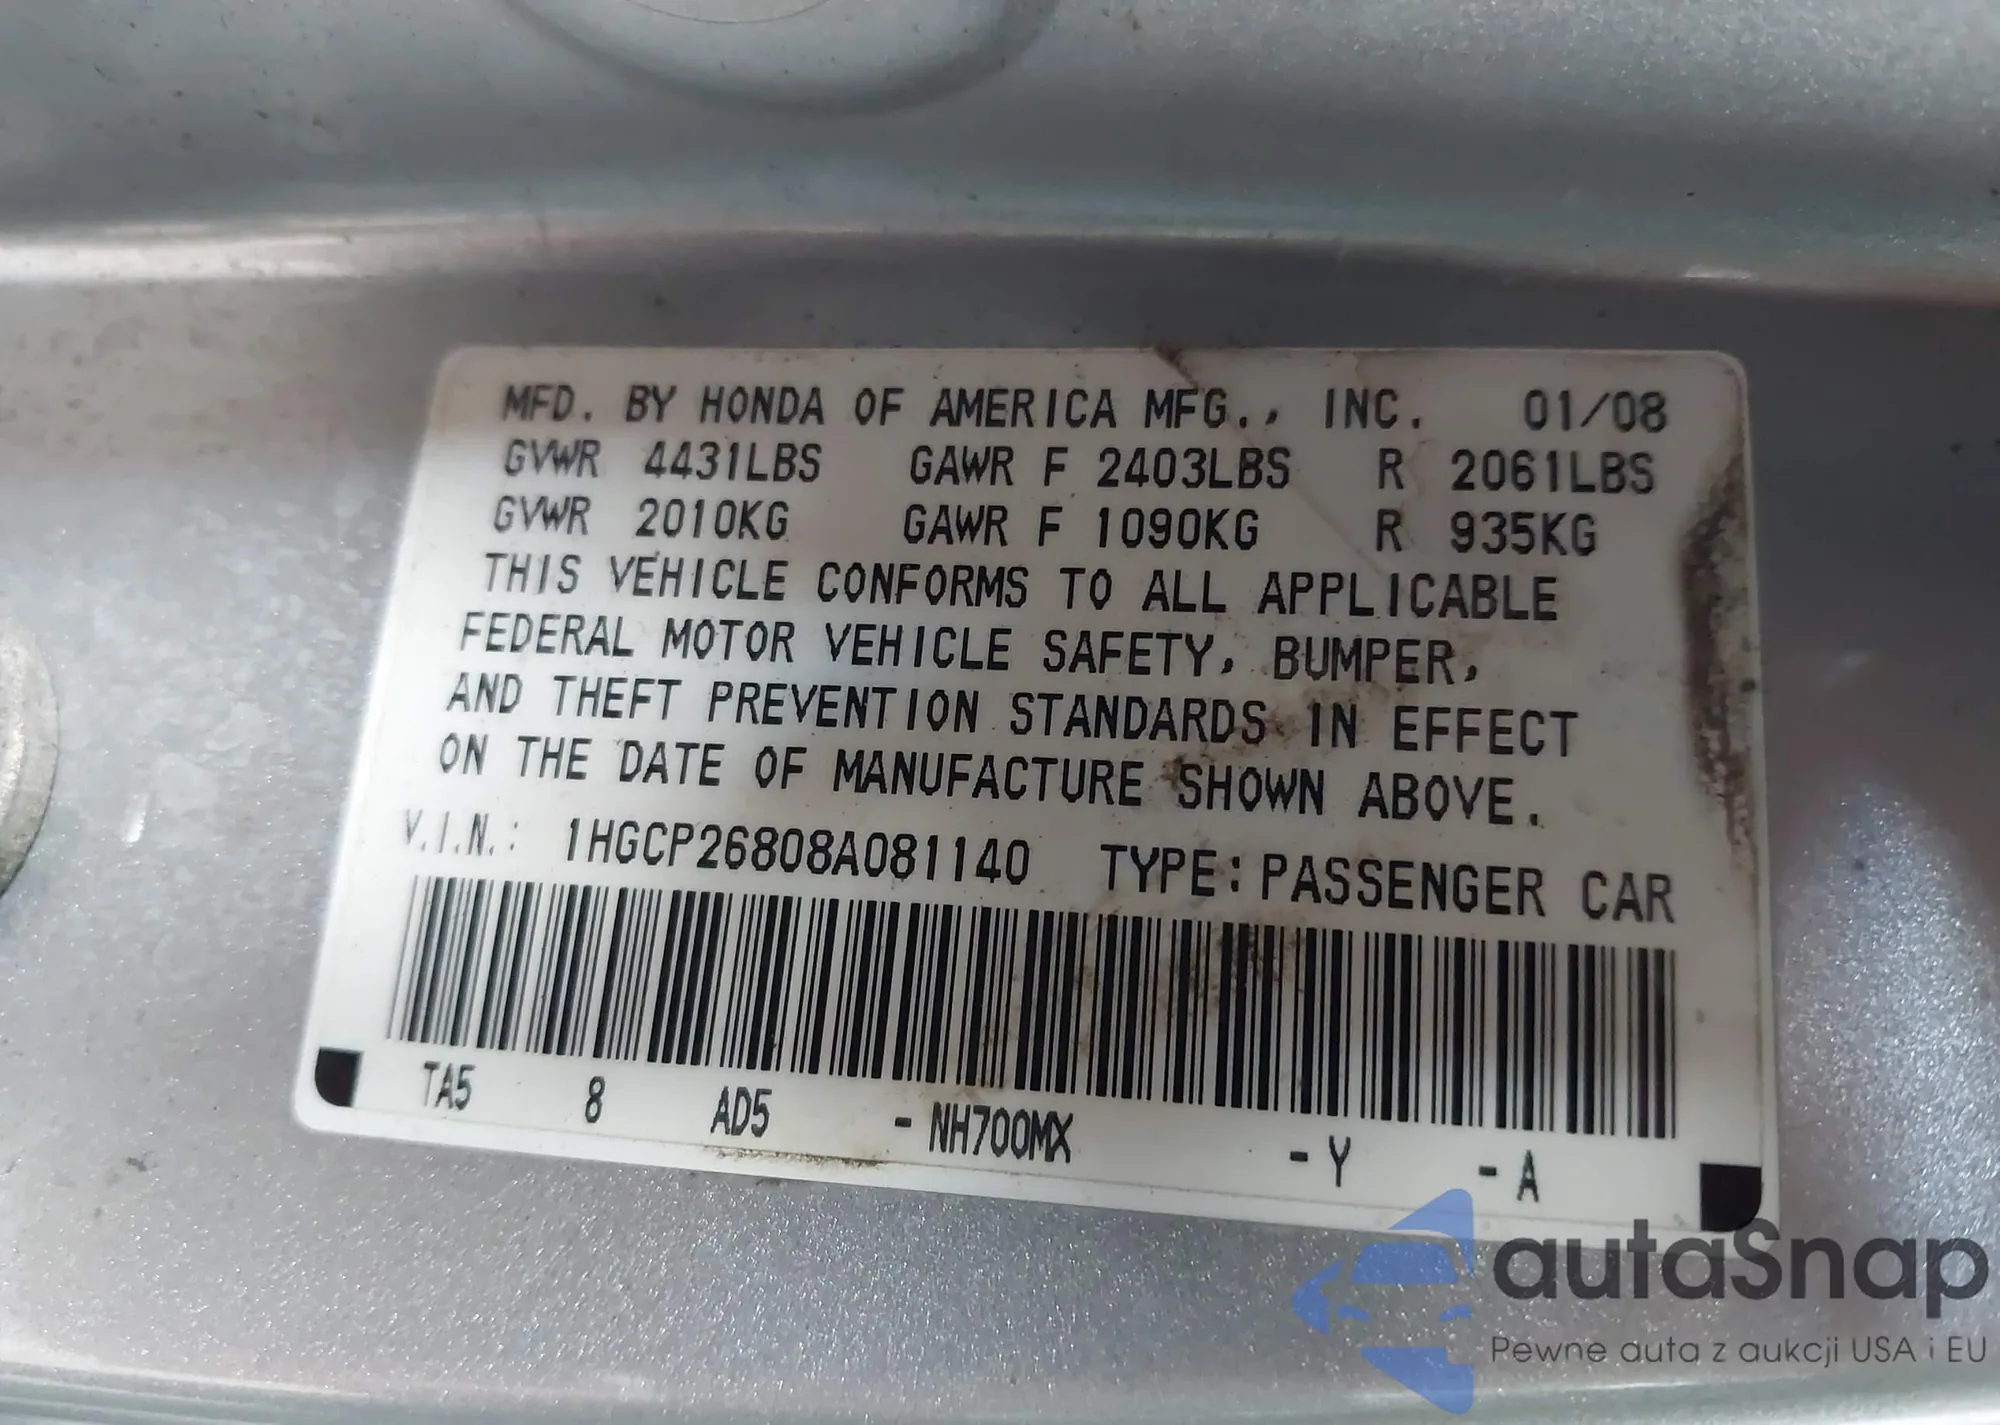 MFD. BY HONDA OF AMERICA MFG., INC. 01/08
GVWR 4431LBS GAWR F 2403LBS R 2061LBS
GVWR 2010KG GAWR F 1090KG R 935KG
THIS VEHICLE CONFORMS TO ALL APPLICABLE
FEDERAL MOTOR VEHICLE SAFETY, BUMPER,
AND THEFT PREVENTION STANDARDS IN EFFECT
ON THE DATE OF MANUFACTURE SHOWN ABOVE.
V.I.N.: 1HGCP26808A081140 TYPE: PASSENGER CAR
TA5 8 AD5 - NH700MX - Y - A
autaSnap
Pewne auta z aukcji USA i EU